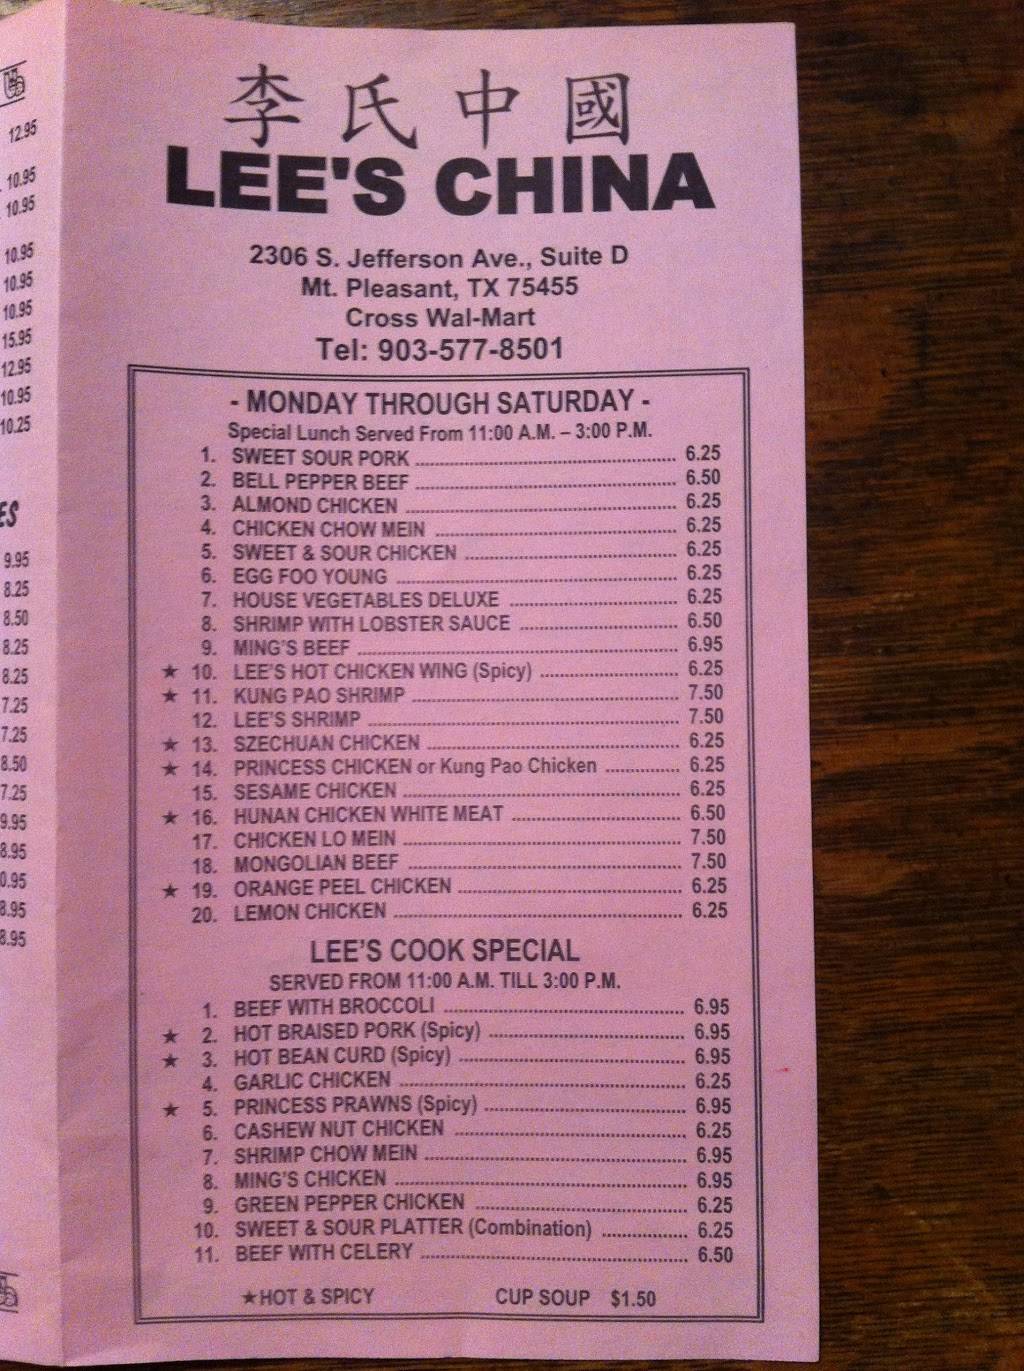 李氏中國
LEE'S CHINA
2306 S. Jefferson Ave., Suite D
Mt. Pleasant, TX 75455
Cross Wal-Mart
Tel: 903-577-8501
- MONDAY THROUGH SATURDAY -
Special Lunch Served From 11:00 A.M. – 3:00 P.M.
1. SWEET SOUR PORK 6.25
2. BELL PEPPER BEEF 6.50
3. ALMOND CHICKEN 6.25
4. CHICKEN CHOW MEIN 6.25
5. SWEET & SOUR CHICKEN 6.25
6. EGG FOO YOUNG 6.25
7. HOUSE VEGETABLES DELUXE 6.25
8. SHRIMP WITH LOBSTER SAUCE 6.50
9. MING'S BEEF 6.95
★ 10. LEE'S HOT CHICKEN WING (Spicy) 6.25
★ 11. KUNG PAO SHRIMP 7.50
12. LEE'S SHRIMP 7.50
★ 13. SZECHUAN CHICKEN 6.25
★ 14. PRINCESS CHICKEN or Kung Pao Chicken 6.25
15. SESAME CHICKEN 6.25
★ 16. HUNAN CHICKEN WHITE MEAT 6.50
17. CHICKEN LO MEIN 7.50
18. MONGOLIAN BEEF 7.50
★ 19. ORANGE PEEL CHICKEN 6.25
20. LEMON CHICKEN 6.25
LEE'S COOK SPECIAL
SERVED FROM 11:00 A.M. TILL 3:00 P.M.
1. BEEF WITH BROCCOLI 6.95
★ 2. HOT BRAISED PORK (Spicy) 6.95
★ 3. HOT BEAN CURD (Spicy) 6.95
4. GARLIC CHICKEN 6.25
★ 5. PRINCESS PRAWNS (Spicy) 6.95
6. CASHEW NUT CHICKEN 6.25
7. SHRIMP CHOW MEIN 6.95
8. MING'S CHICKEN 6.95
9. GREEN PEPPER CHICKEN 6.25
10. SWEET & SOUR PLATTER (Combination) 6.25
11. BEEF WITH CELERY 6.50
★HOT & SPICY CUP SOUP $1.50
12.95
10.95
10.95
10.95
10.95
10.95
15.95
12.95
10.95
10.25
9.95
8.25
8.50
8.25
8.25
7.25
7.25
8.50
7.25
9.95
8.95
8.95
8.95